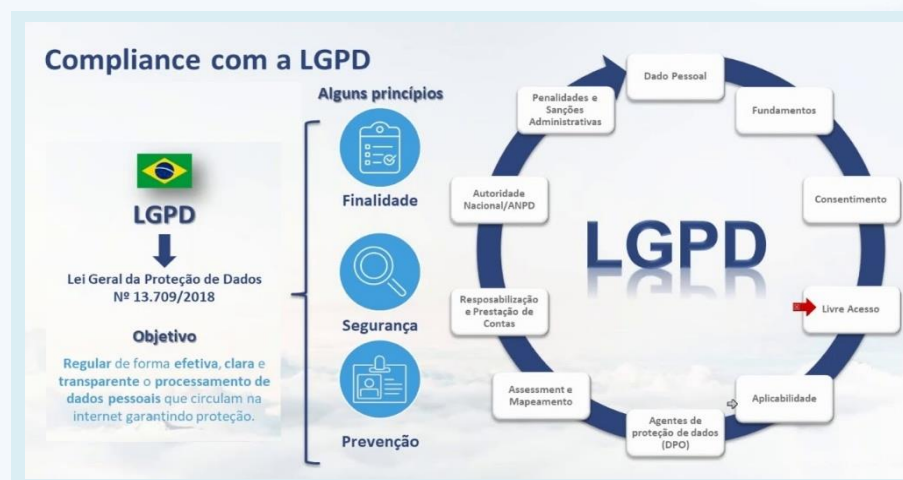 Compliance com a LGPD
LGPD
Lei Geral da Proteção de Dados
Nº 13.709/2018
Objetivo
Regular de forma efetiva, clara e
transparente o processamento de
dados pessoais que circulam na
internet garantindo proteção.
Alguns princípios
Finalidade
Segurança
Prevenção
LGPD
Dado Pessoal
Fundamentos
Consentimento
Livre Acesso
Aplicabilidade
Agentes de
proteção de dados
(DPO)
Assessment e
Mapeamento
Resposabilização
e Prestação de
Contas
Autoridade
Nacional/ANPD
Penalidades e
Sanções
Administrativas